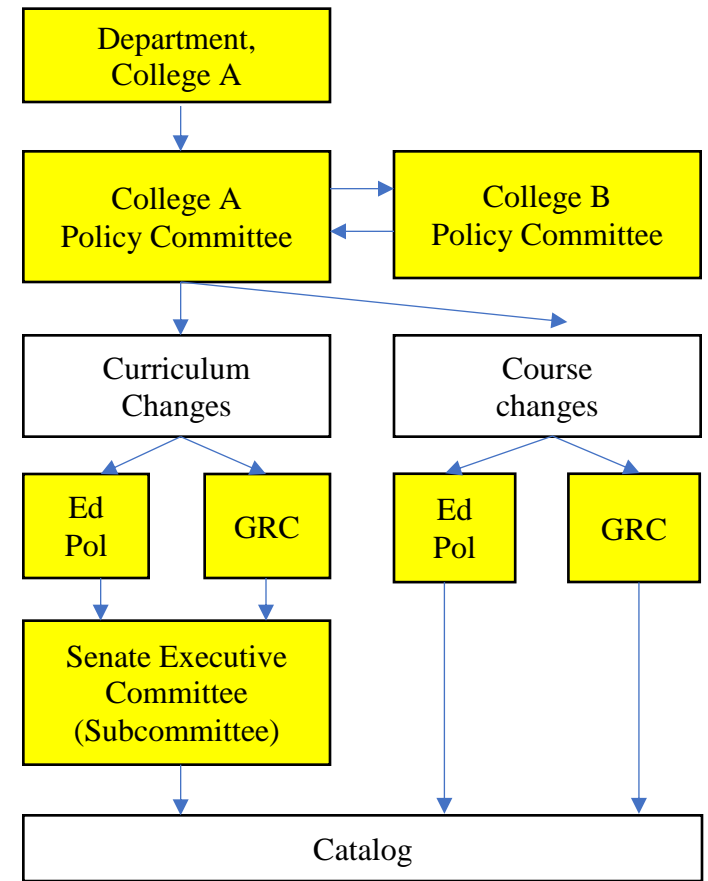 Department,
College A
College A
Policy Committee
College B
Policy Committee
Curriculum
Changes
Course
changes
Ed
Pol
GRC
Ed
Pol
GRC
Senate Executive
Committee
(Subcommittee)
Catalog